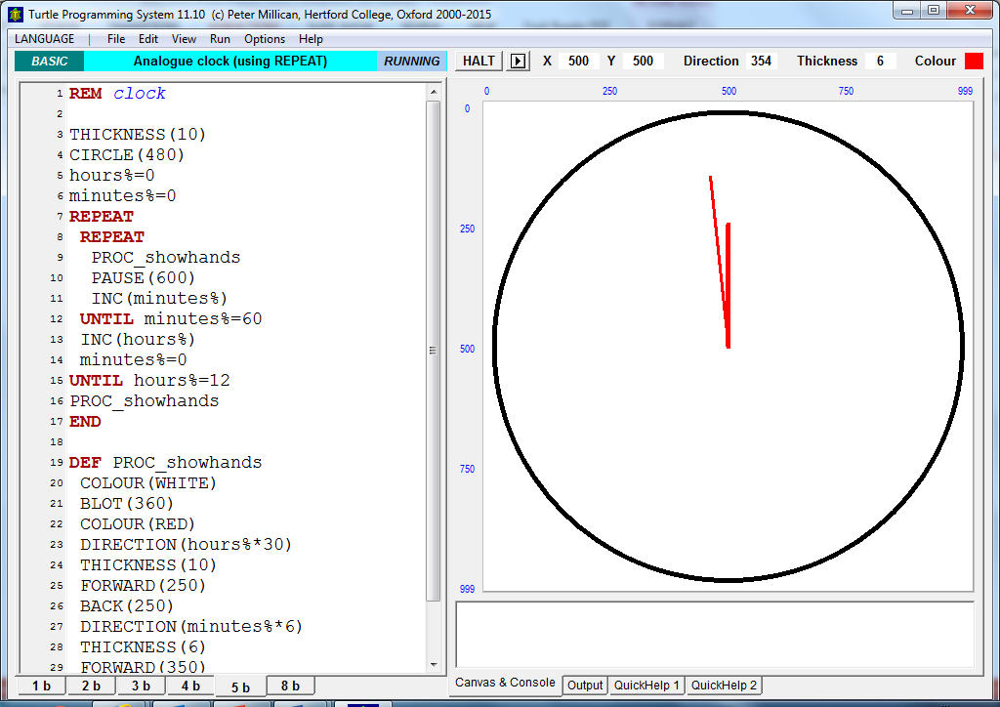 Turtle Programming System 11.10 (c) Peter Millican, Hertford College, Oxford 2000-2015
LANGUAGE | File Edit View Run Options Help
BASIC Analogue clock (using REPEAT) RUNNING HALT X 500 Y 500 Direction 354 Thickness 6 Colour
1 REM clock
2
3 THICKNESS(10)
4 CIRCLE(480)
5 hours%=0
6 minutes%=0
7 REPEAT
8 REPEAT
9 PROC_showhands
10 PAUSE(600)
11 INC(minutes%)
12 UNTIL minutes%=60
13 INC(hours%)
14 minutes%=0
15 UNTIL hours%=12
16 PROC_showhands
17 END
18
19 DEF PROC_showhands
20 COLOUR(WHITE)
21 BLOT(360)
22 COLOUR(RED)
23 DIRECTION(hours%*30)
24 THICKNESS(10)
25 FORWARD(250)
26 BACK(250)
27 DIRECTION(minutes%*6)
28 THICKNESS(6)
29 FORWARD(350)
1 b 2 b 3 b 4 b 5 b 8 b
0 250 500 750 999
0
250
500
750
999
Canvas & Console Output QuickHelp 1 QuickHelp 2